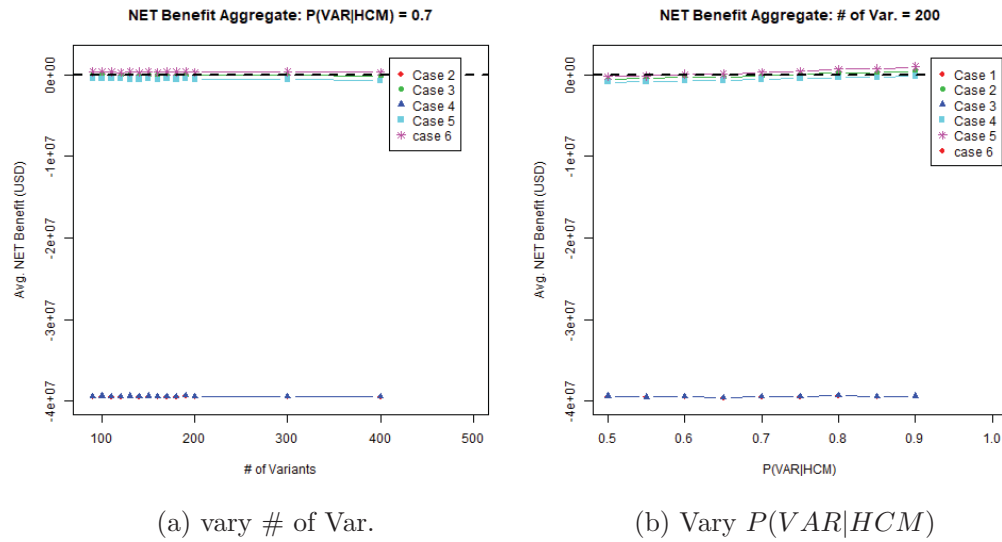 NET Benefit Aggregate: P(VAR|HCM) = 0.7
Avg. NET Benefit (USD)
0e+00
-1e+07
-2e+07
-3e+07
-4e+07
Case 2
Case 3
Case 4
Case 5
case 6
100
200
300
400
500
# of Variants
(a) vary # of Var.
NET Benefit Aggregate: # of Var. = 200
Avg. NET Benefit (USD)
0e+00
-1e+07
-2e+07
-3e+07
-4e+07
Case 1
Case 2
Case 3
Case 4
Case 5
case 6
0.5
0.6
0.7
0.8
0.9
1.0
P(VAR|HCM)
(b) Vary P(VAR|HCM)